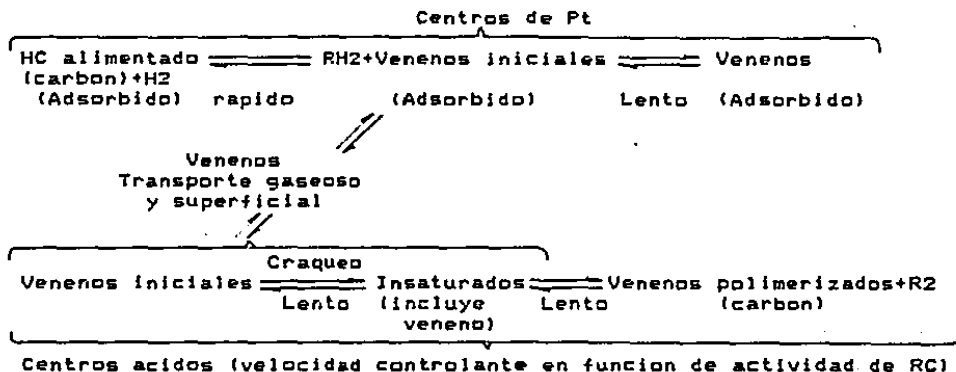 Centros de Pt
HC alimentado RH2+Venenos iniciales Venenos
(carbon)+H2
(Adsorbido) rapido (Adsorbido) Lento (Adsorbido)
Venenos
Transporte gaseoso
y superficial
Craqueo
Venenos iniciales Insaturados Venenos polimerizados+R2
Lento (incluye Lento (carbon)
veneno)
Centros acidos (velocidad controlante en funcion de actividad de RC)